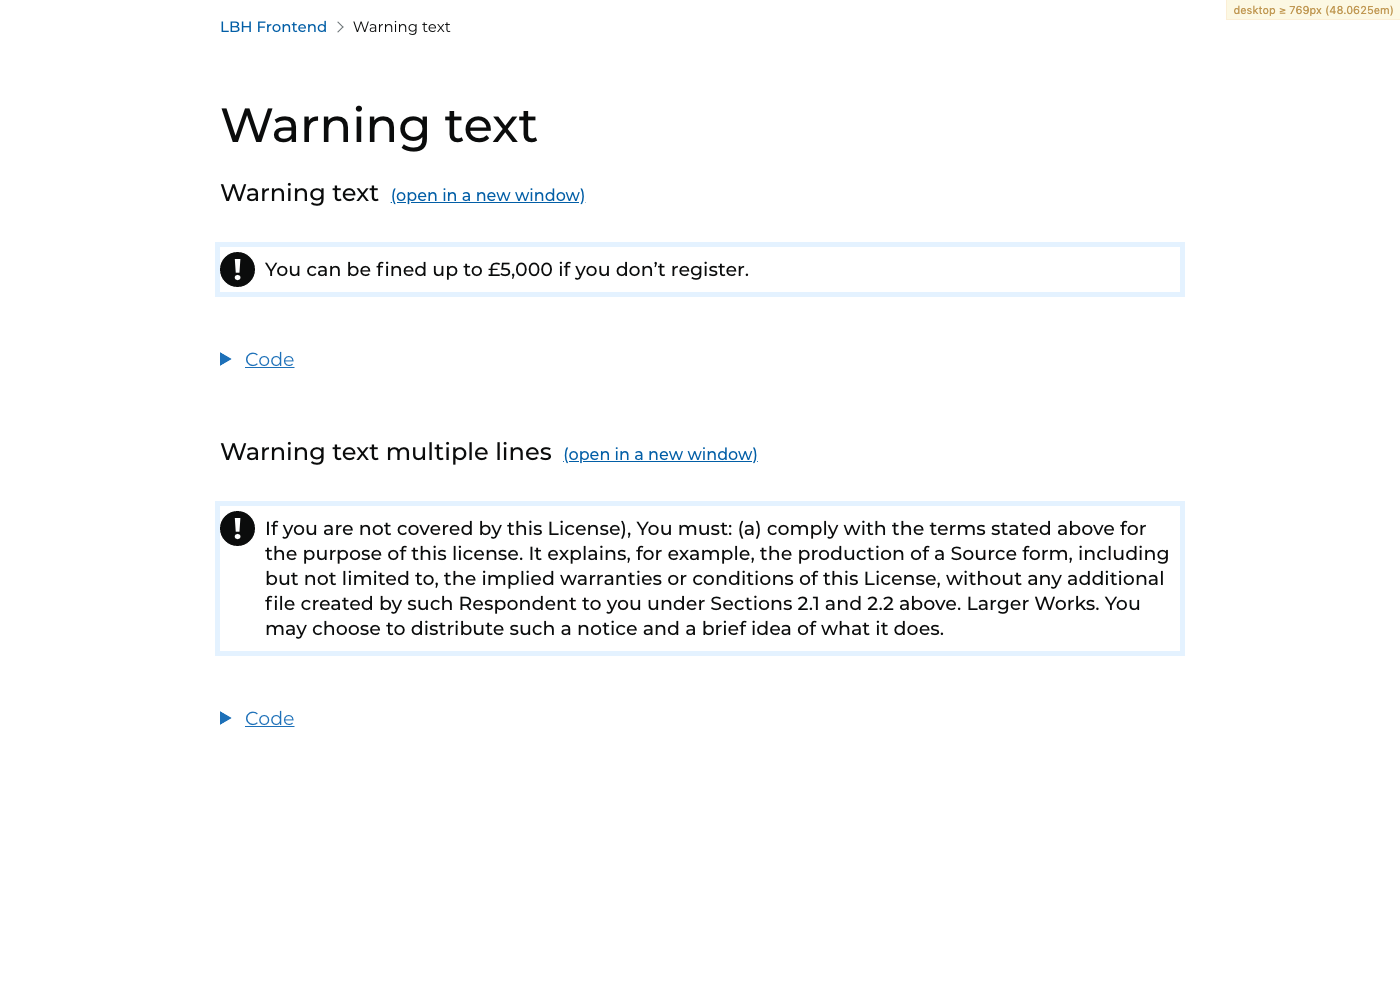 LBH Frontend > Warning text
desktop ≥ 769px (48.0625em)
Warning text
Warning text (open in a new window)
! You can be fined up to £5,000 if you don’t register.
Code
Warning text multiple lines (open in a new window)
! If you are not covered by this License), You must: (a) comply with the terms stated above for
the purpose of this license. It explains, for example, the production of a Source form, including
but not limited to, the implied warranties or conditions of this License, without any additional
file created by such Respondent to you under Sections 2.1 and 2.2 above. Larger Works. You
may choose to distribute such a notice and a brief idea of what it does.
Code